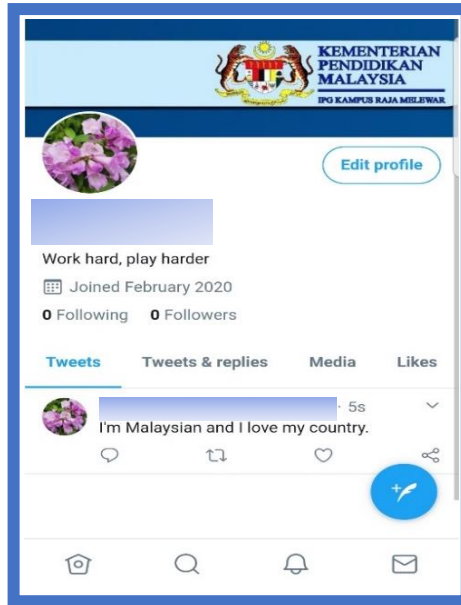 KEMENTERIAN
PENDIDIKAN
MALAYSIA
IPG KAMPUS RAJA MELEWAR
Edit profile
Work hard, play harder
Joined February 2020
0 Following 0 Followers
Tweets Tweets & replies Media Likes
· 5s
I'm Malaysian and I love my country.